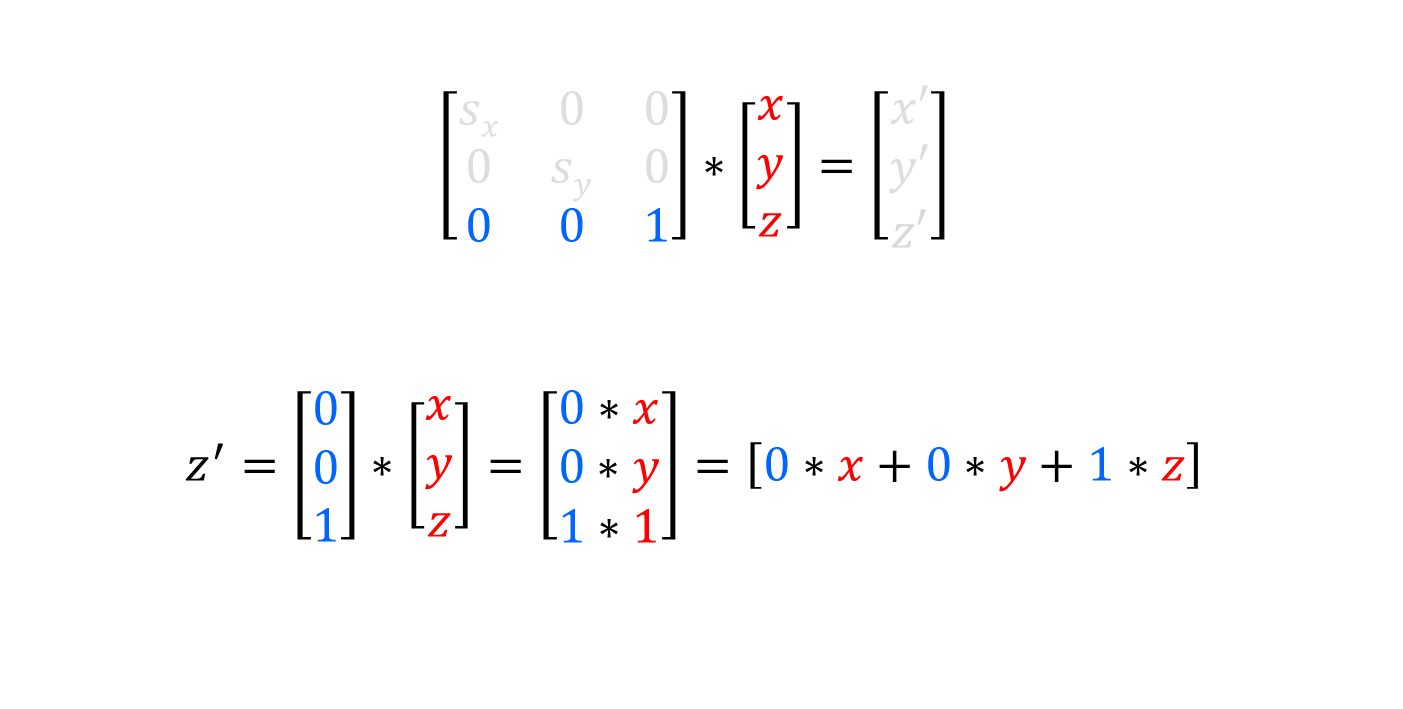 [s_x 0 0] [x] [x′]
[0 s_y 0] * [y] = [y′]
[0 0 1] [z] [z′]
[0] [x] [0 * x]
z′ = [0] * [y] = [0 * y] = [0 * x + 0 * y + 1 * z]
[1] [z] [1 * 1]